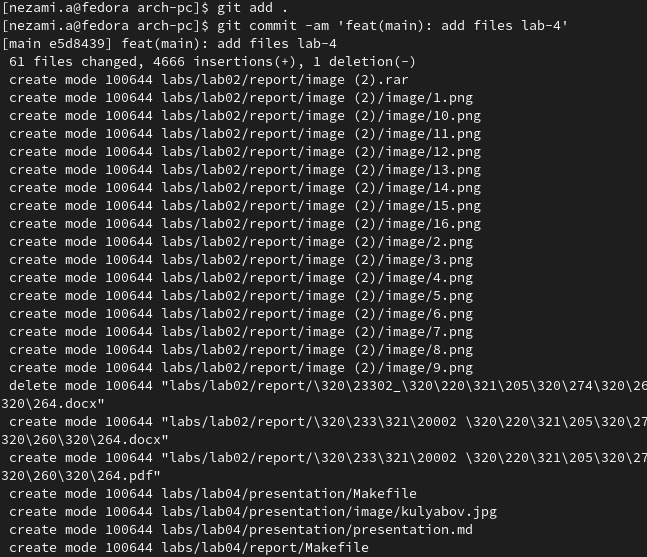 [nezami.a@fedora arch-pc]$ git add .
[nezami.a@fedora arch-pc]$ git commit -am 'feat(main): add files lab-4'
[main e5d8439] feat(main): add files lab-4
 61 files changed, 4666 insertions(+), 1 deletion(-)
 create mode 100644 labs/lab02/report/image (2).rar
 create mode 100644 labs/lab02/report/image (2)/image/1.png
 create mode 100644 labs/lab02/report/image (2)/image/10.png
 create mode 100644 labs/lab02/report/image (2)/image/11.png
 create mode 100644 labs/lab02/report/image (2)/image/12.png
 create mode 100644 labs/lab02/report/image (2)/image/13.png
 create mode 100644 labs/lab02/report/image (2)/image/14.png
 create mode 100644 labs/lab02/report/image (2)/image/15.png
 create mode 100644 labs/lab02/report/image (2)/image/16.png
 create mode 100644 labs/lab02/report/image (2)/image/2.png
 create mode 100644 labs/lab02/report/image (2)/image/3.png
 create mode 100644 labs/lab02/report/image (2)/image/4.png
 create mode 100644 labs/lab02/report/image (2)/image/5.png
 create mode 100644 labs/lab02/report/image (2)/image/6.png
 create mode 100644 labs/lab02/report/image (2)/image/7.png
 create mode 100644 labs/lab02/report/image (2)/image/8.png
 create mode 100644 labs/lab02/report/image (2)/image/9.png
 delete mode 100644 "labs/lab02/report/\320\23302_\320\220\321\205\320\274\320\26
320\264.docx"
 create mode 100644 "labs/lab02/report/\320\233\321\20002 \320\220\321\205\320\27
320\260\320\264.docx"
 create mode 100644 "labs/lab02/report/\320\233\321\20002 \320\220\321\205\320\27
320\260\320\264.pdf"
 create mode 100644 labs/lab04/presentation/Makefile
 create mode 100644 labs/lab04/presentation/image/kulyabov.jpg
 create mode 100644 labs/lab04/presentation/presentation.md
 create mode 100644 labs/lab04/report/Makefile